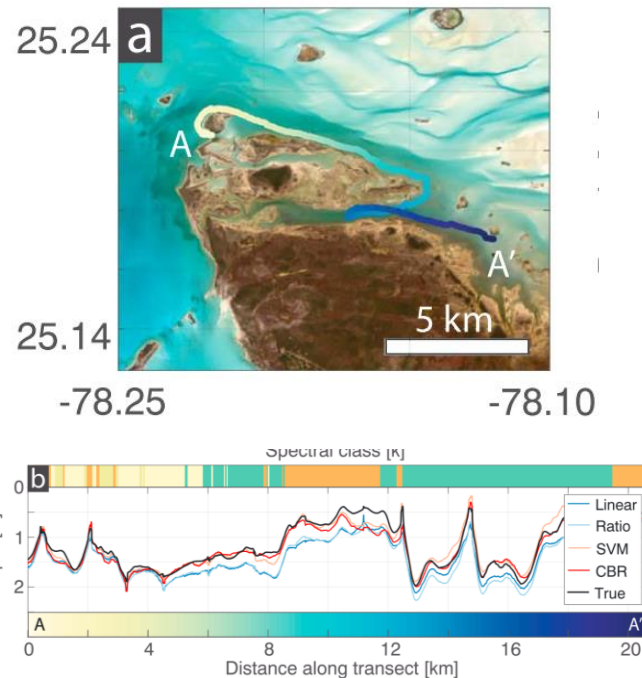 25.24
a
A
A'
5 km
25.14
-78.25
-78.10
Spectral class [k]
b
0
1
2
Linear
Ratio
SVM
CBR
True
A
A'
0
4
8
12
16
20
Distance along transect [km]